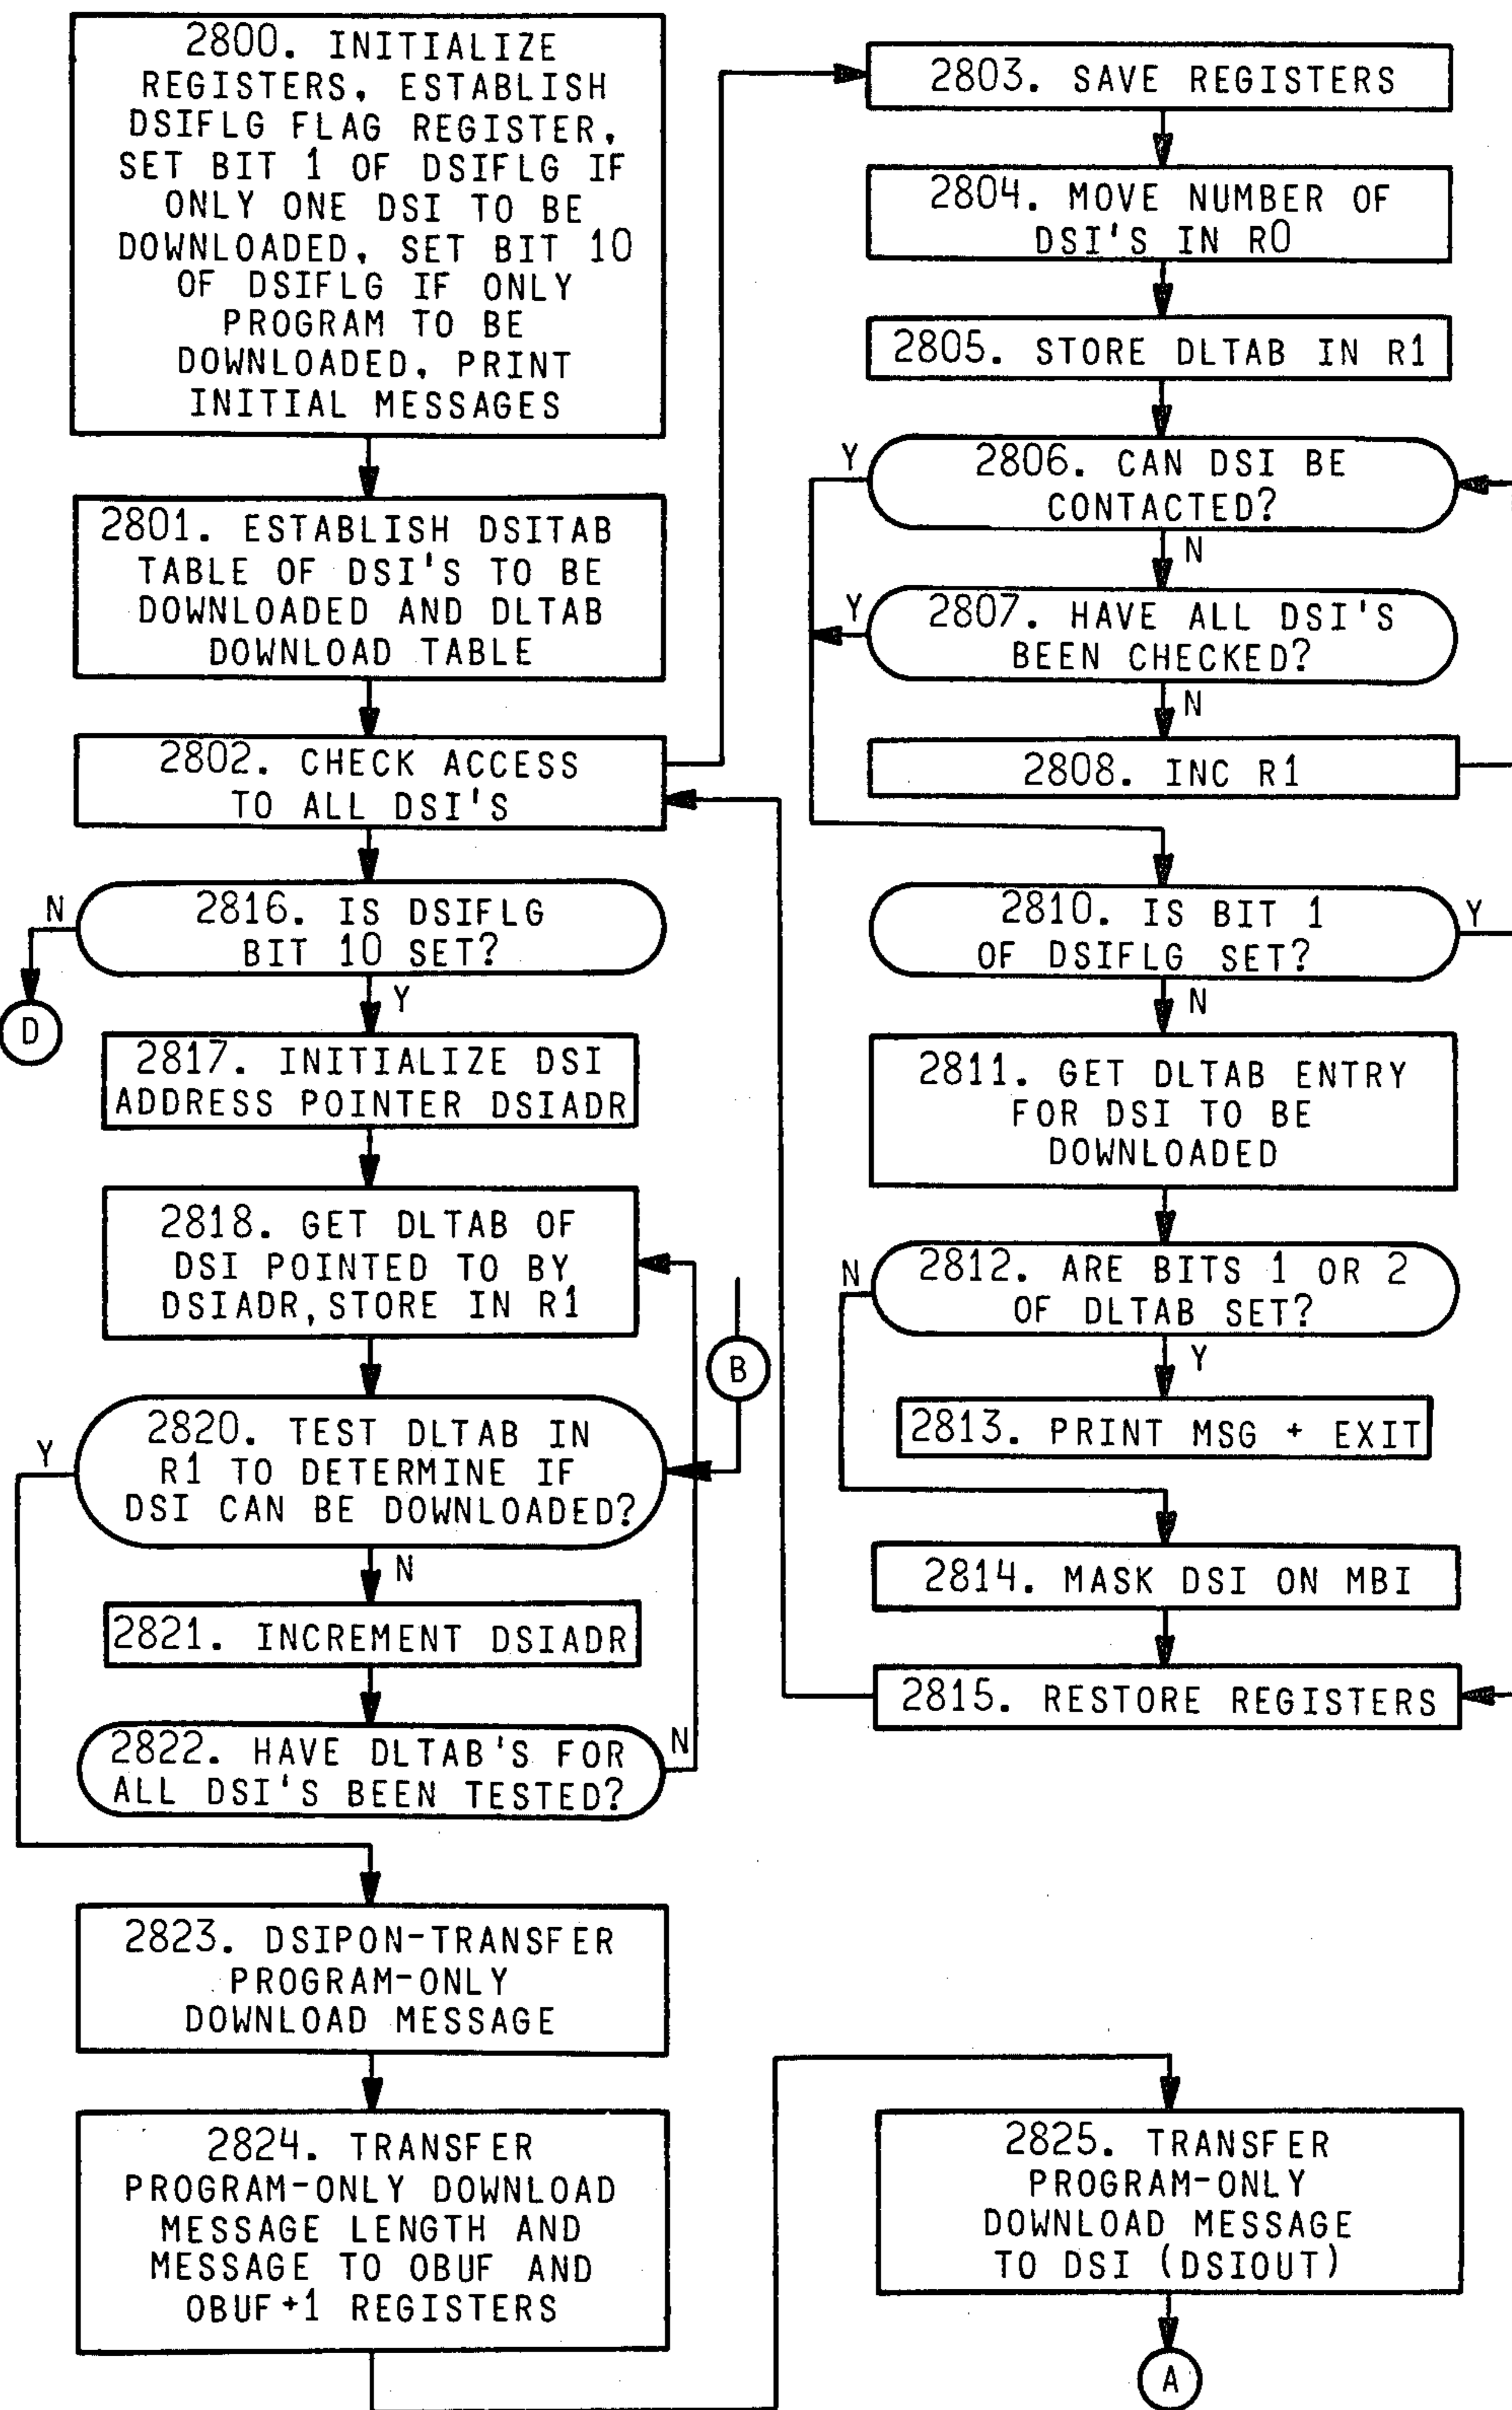 2800. INITIALIZE
REGISTERS, ESTABLISH
DSIFLG FLAG REGISTER,
SET BIT 1 OF DSIFLG IF
ONLY ONE DSI TO BE
DOWNLOADED, SET BIT 10
OF DSIFLG IF ONLY
PROGRAM TO BE
DOWNLOADED, PRINT
INITIAL MESSAGES
2801. ESTABLISH DSITAB
TABLE OF DSI'S TO BE
DOWNLOADED AND DLTAB
DOWNLOAD TABLE
2802. CHECK ACCESS
TO ALL DSI'S
2803. SAVE REGISTERS
2804. MOVE NUMBER OF
DSI'S IN R0
2805. STORE DLTAB IN R1
Y
2806. CAN DSI BE
CONTACTED?
N
Y
2807. HAVE ALL DSI'S
BEEN CHECKED?
N
2808. INC R1
2810. IS BIT 1
OF DSIFLG SET?
Y
N
2811. GET DLTAB ENTRY
FOR DSI TO BE
DOWNLOADED
N
2812. ARE BITS 1 OR 2
OF DLTAB SET?
Y
2813. PRINT MSG + EXIT
2814. MASK DSI ON MBI
2815. RESTORE REGISTERS
N
2816. IS DSIFLG
BIT 10 SET?
D
Y
2817. INITIALIZE DSI
ADDRESS POINTER DSIADR
2818. GET DLTAB OF
DSI POINTED TO BY
DSIADR, STORE IN R1
B
Y
2820. TEST DLTAB IN
R1 TO DETERMINE IF
DSI CAN BE DOWNLOADED?
N
2821. INCREMENT DSIADR
2822. HAVE DLTAB'S FOR
ALL DSI'S BEEN TESTED?
N
2823. DSIPON-TRANSFER
PROGRAM-ONLY
DOWNLOAD MESSAGE
2824. TRANSFER
PROGRAM-ONLY DOWNLOAD
MESSAGE LENGTH AND
MESSAGE TO OBUF AND
OBUF+1 REGISTERS
2825. TRANSFER
PROGRAM-ONLY
DOWNLOAD MESSAGE
TO DSI (DSIOUT)
A